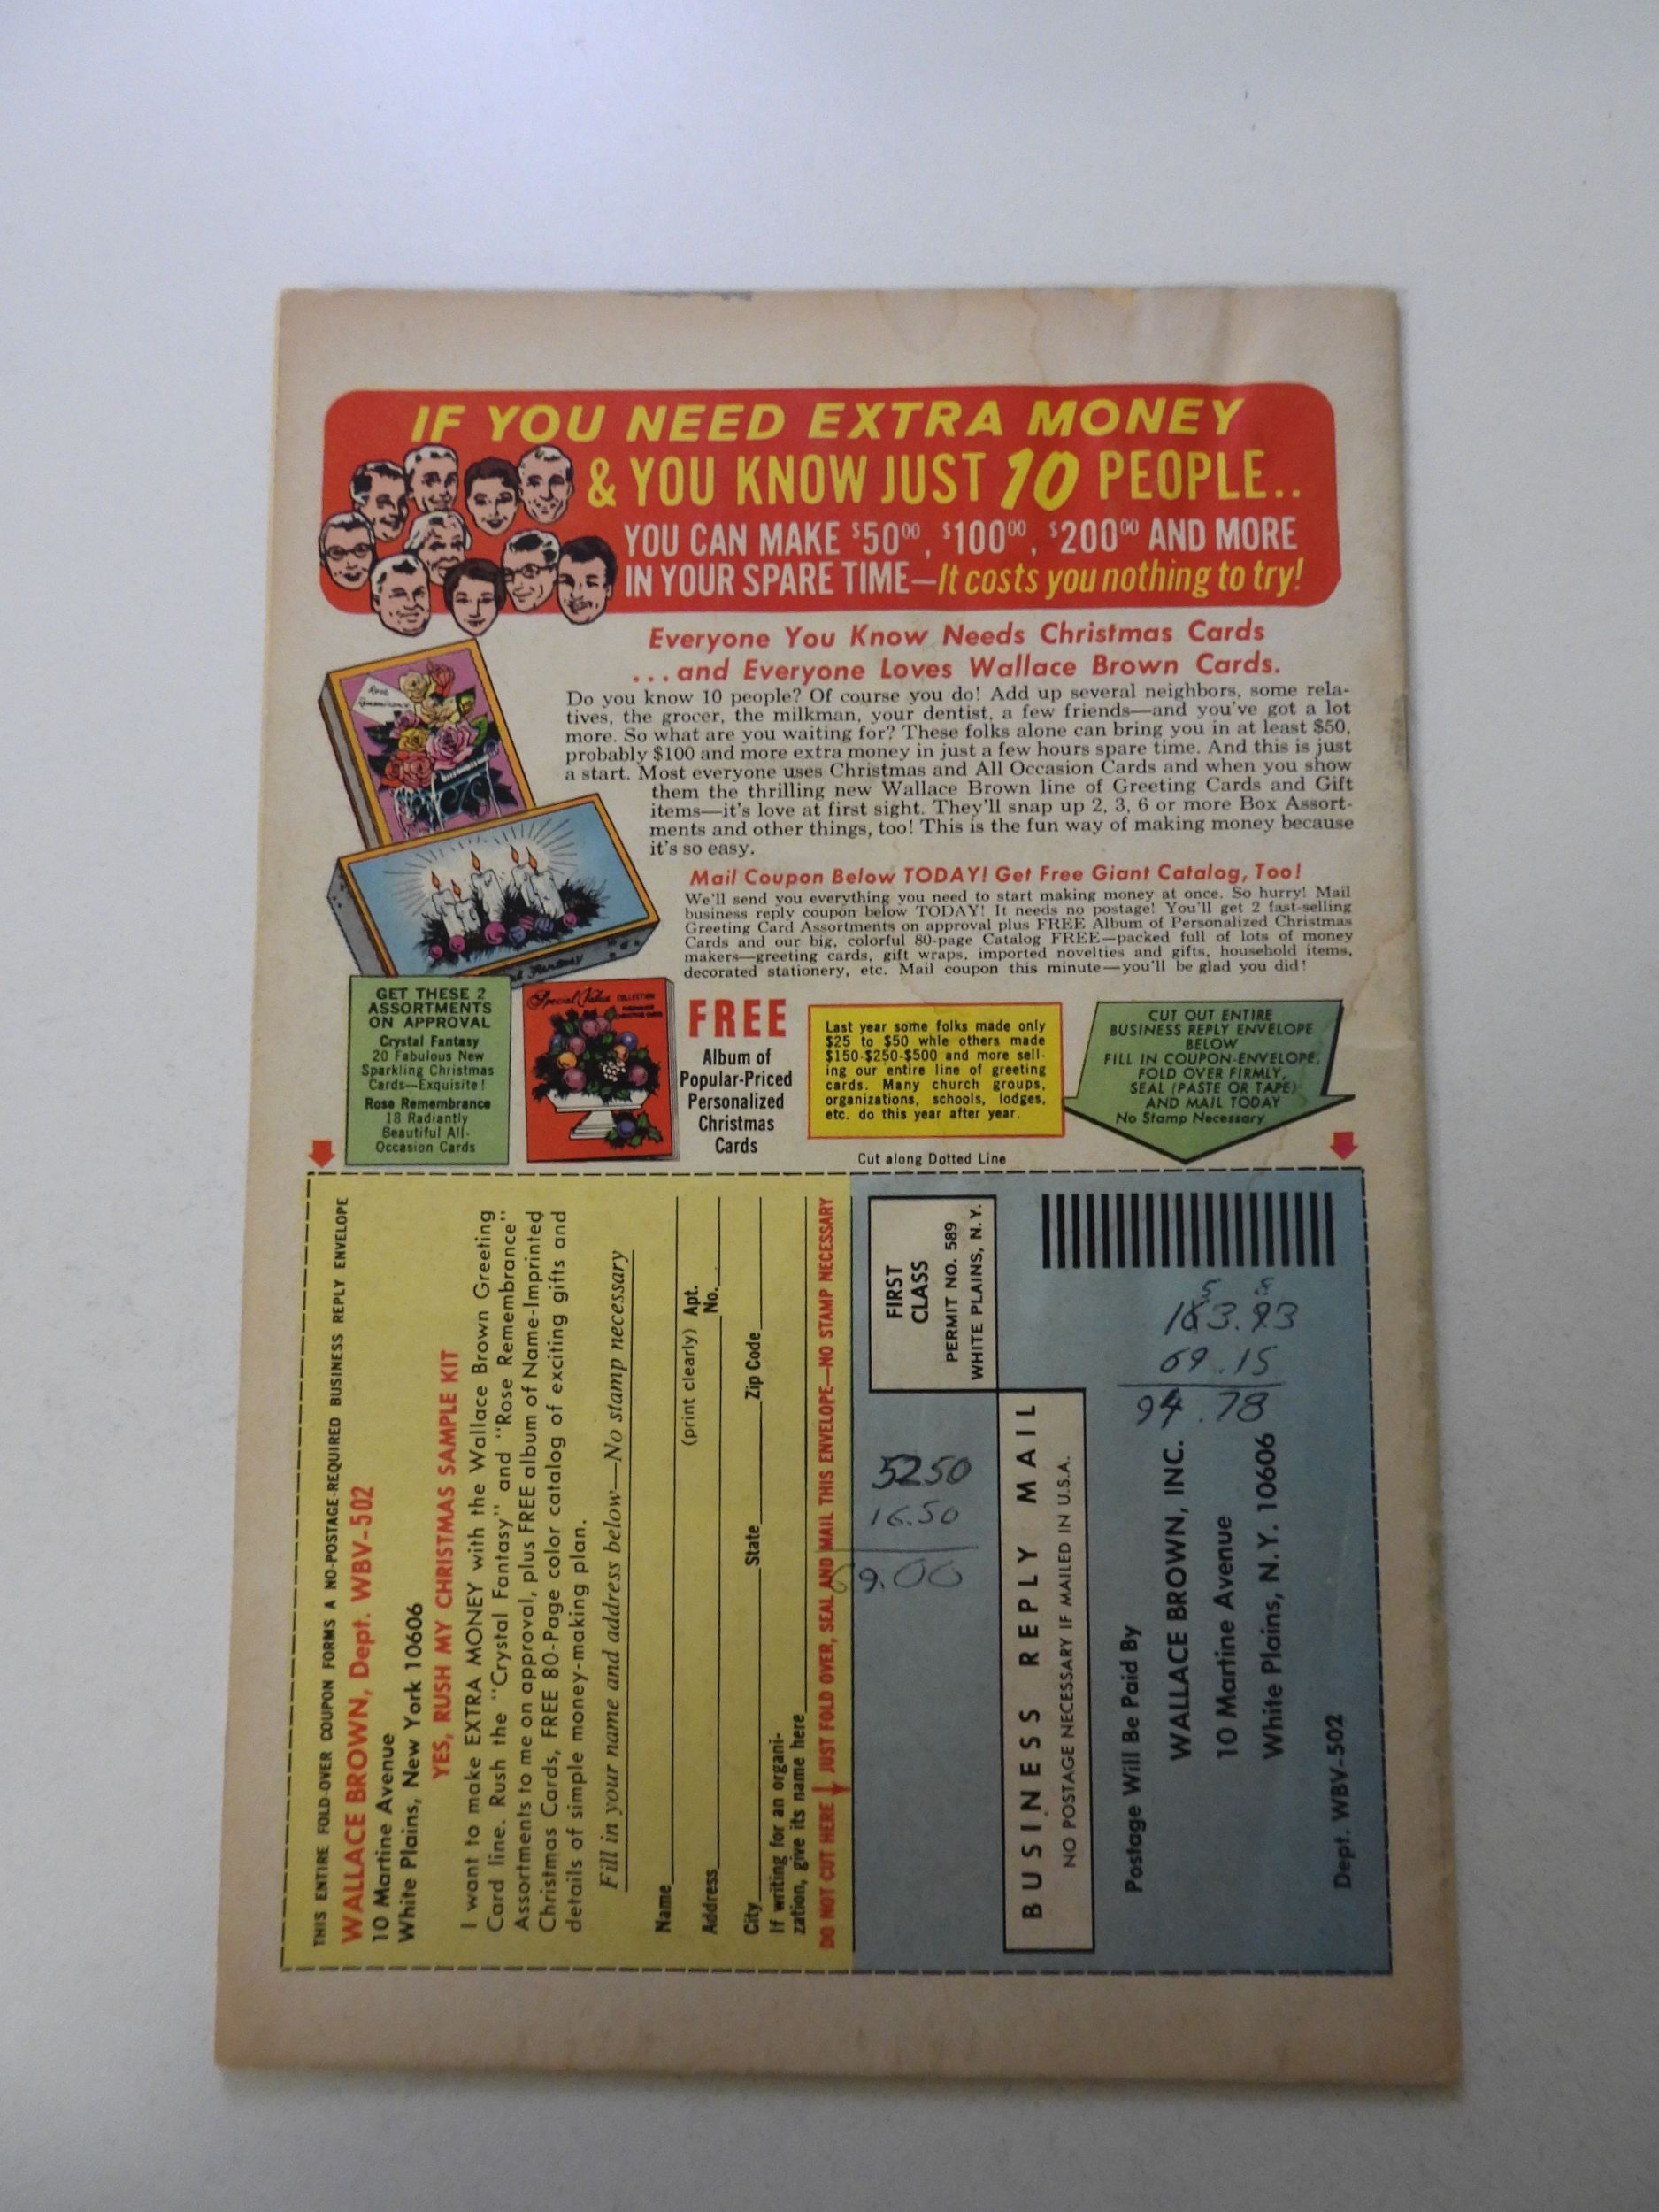 IF YOU NEED EXTRA MONEY
& YOU KNOW JUST 10 PEOPLE..
YOU CAN MAKE $5000, $10000, $20000 AND MORE
IN YOUR SPARE TIME—It costs you nothing to try!
Everyone You Know Needs Christmas Cards
...and Everyone Loves Wallace Brown Cards.
Do you know 10 people? Of course you do! Add up several neighbors, some rela-
tives, the grocer, the milkman, your dentist, a few friends—and you've got a lot
more. So what are you waiting for? These folks alone can bring you in at least $50,
probably $100 and more extra money in just a few hours spare time. And this is just
a start. Most everyone uses Christmas and All Occasion Cards and when you show
them the thrilling new Wallace Brown line of Greeting Cards and Gift
items—it's love at first sight. They'll snap up 2, 3, 6 or more Box Assort-
ments and other things, too! This is the fun way of making money because
it's so easy.
Mail Coupon Below TODAY! Get Free Giant Catalog, Too!
We'll send you everything you need to start making money at once. So hurry! Mail
business reply coupon below TODAY! It needs no postage! You'll get 2 fast-selling
Greeting Card Assortments on approval plus FREE Album of Personalized Christmas
Cards and our big, colorful 80-page Catalog FREE—packed full of lots of money
makers—greeting cards, gift wraps, imported novelties and gifts, household items,
decorated stationery, etc. Mail coupon this minute—you'll be glad you did!
GET THESE 2
ASSORTMENTS
ON APPROVAL
Crystal Fantasy
20 Fabulous New
Sparkling Christmas
Cards—Exquisite!
Rose Remembrance
18 Radiantly
Beautiful All-
Occasion Cards
Special Value COLLECTION
FREE
Album of
Popular-Priced
Personalized
Christmas
Cards
Last year some folks made only
$25 to $50 whle others made
$150-$250-$500 and more sell-
ing our entire line of greeting
cards. Many church groups,
organizations, schools, lodges,
etc. do this year after year.
CUT OUT ENTIRE
BUSINESS REPLY ENVELOPE
BELOW
FILL IN COUPON-ENVELOPE,
FOLD OVER FIRMLY,
SEAL (PASTE OR TAPE)
AND MAIL TODAY
No Stamp Necessary
Cut along Dotted Line
THIS ENTIRE FOLD-OVER COUPON FORMS A NO-POSTAGE-REQUIRED BUSINESS REPLY ENVELOPE
WALLACE BROWN, Dept. WBV-502
10 Martine Avenue
White Plains, New York 10606
YES, RUSH MY CHRISTMAS SAMPLE KIT
I want to make EXTRA MONEY with the Wallace Brown Greeting
Card line. Rush the "Crystal Fantasy" and "Rose Remembrance"
Assortments to me on approval, plus FREE album of Name-Imprinted
Christmas Cards, FREE 80-Page color catalog of exciting gifts and
details of simple money-making plan.
Fill in your name and address below—No stamp necessary
Name
(print clearly) Apt.
Address No.
City State Zip Code
If writing for an organi-
zation, give its name here
DO NOT CUT HERE JUST FOLD OVER, SEAL AND MAIL THIS ENVELOPE—NO STAMP NECESSARY
FIRST
CLASS
PERMIT NO. 589
WHITE PLAINS, N.Y.
BUSINESS REPLY MAIL
NO POSTAGE NECESSARY IF MAILED IN U.S.A.
Postage Will Be Paid By
WALLACE BROWN, INC.
10 Martine Avenue
White Plains, N.Y. 10606
Dept. WBV-502
69.15
94.78
5250
16.50
69.00